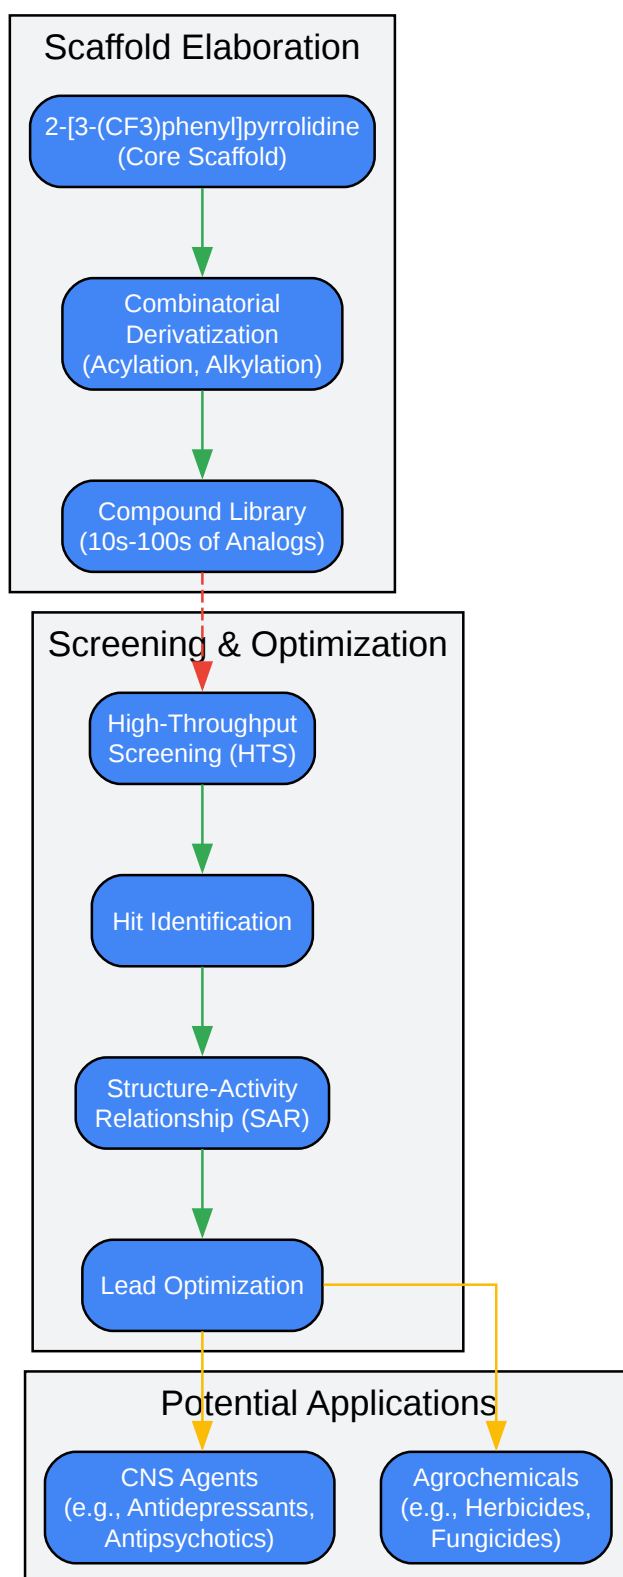 Scaffold Elaboration
2-[3-(CF3)phenyl]pyrrolidine
(Core Scaffold)
Combinatorial
Derivatization
(Acylation, Alkylation)
Compound Library
(10s-100s of Analogs)
Screening & Optimization
High-Throughput
Screening (HTS)
Hit Identification
Structure-Activity
Relationship (SAR)
Lead Optimization
Potential Applications
CNS Agents
(e.g., Antidepressants,
Antipsychotics)
Agrochemicals
(e.g., Herbicides,
Fungicides)